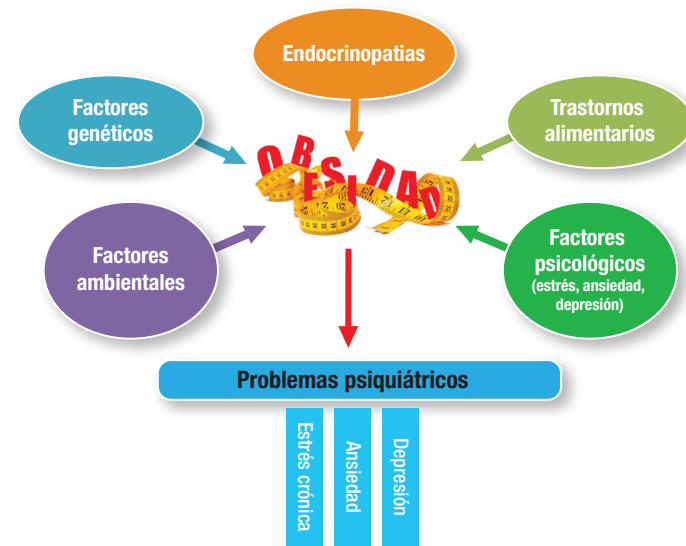 Endocrinopatias
Factores
genéticos
Trastornos
alimentarios
OBESIDAD
Factores
ambientales
Factores
psicológicos
(estrés, ansiedad,
depresión)
Problemas psiquiátricos
Estrés crónica
Ansiedad
Depresión